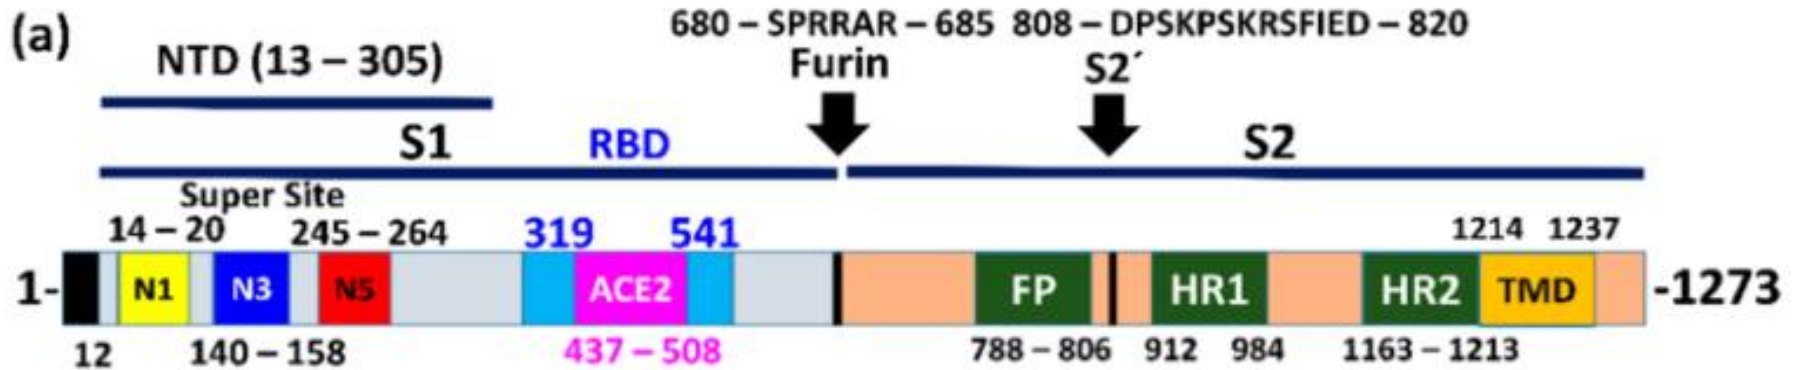 (a)
680 – SPRRAR – 685 808 – DPSKPSKRSFIED – 820
NTD (13 – 305)
Furin
S2´
S1
RBD
S2
Super Site
14 – 20
245 – 264
319
541
1214
1237
1-
N1
N3
N5
ACE2
FP
HR1
HR2
TMD
-1273
12
140 – 158
437 – 508
788 – 806
912
984
1163 – 1213